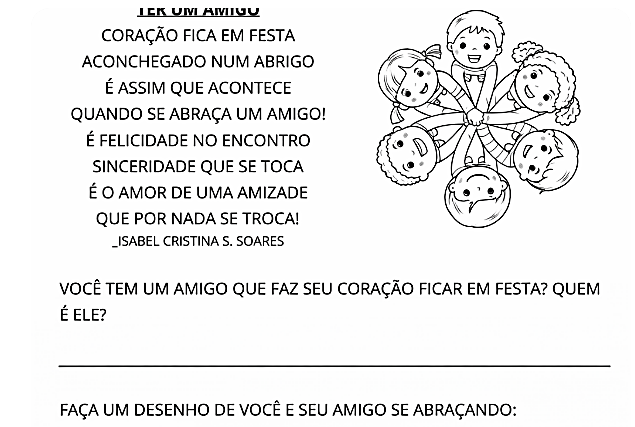 TER UM AMIGO
CORAÇÃO FICA EM FESTA
ACONCHEGADO NUM ABRIGO
É ASSIM QUE ACONTECE
QUANDO SE ABRAÇA UM AMIGO!
É FELICIDADE NO ENCONTRO
SINCERIDADE QUE SE TOCA
É O AMOR DE UMA AMIZADE
QUE POR NADA SE TROCA!
_ISABEL CRISTINA S. SOARES
VOCÊ TEM UM AMIGO QUE FAZ SEU CORAÇÃO FICAR EM FESTA? QUEM
É ELE?
FAÇA UM DESENHO DE VOCÊ E SEU AMIGO SE ABRAÇANDO: